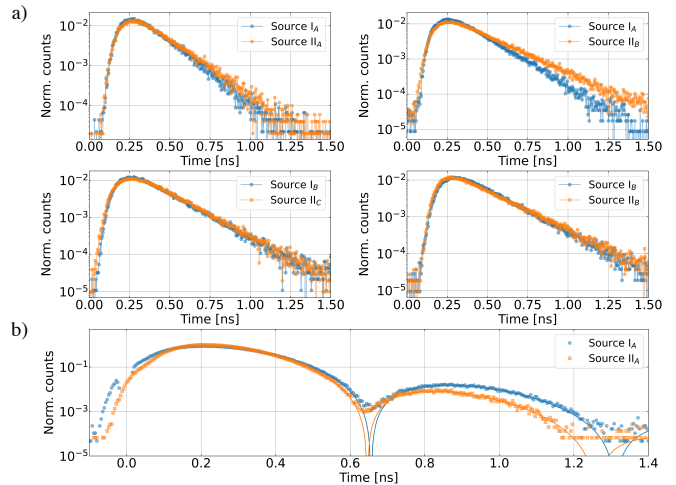 a)
Norm. counts
10⁻²
10⁻³
10⁻⁴
0.00 0.25 0.50 0.75 1.00 1.25 1.50
Time [ns]
Source I_A
Source II_A
Norm. counts
10⁻²
10⁻³
10⁻⁴
10⁻⁵
0.00 0.25 0.50 0.75 1.00 1.25 1.50
Time [ns]
Source I_A
Source II_B
Norm. counts
10⁻²
10⁻³
10⁻⁴
10⁻⁵
0.00 0.25 0.50 0.75 1.00 1.25 1.50
Time [ns]
Source I_B
Source II_C
Norm. counts
10⁻²
10⁻³
10⁻⁴
10⁻⁵
0.00 0.25 0.50 0.75 1.00 1.25 1.50
Time [ns]
Source I_B
Source II_B
b)
Norm. counts
10⁻¹
10⁻³
10⁻⁵
0.0 0.2 0.4 0.6 0.8 1.0 1.2 1.4
Time [ns]
Source I_A
Source II_A